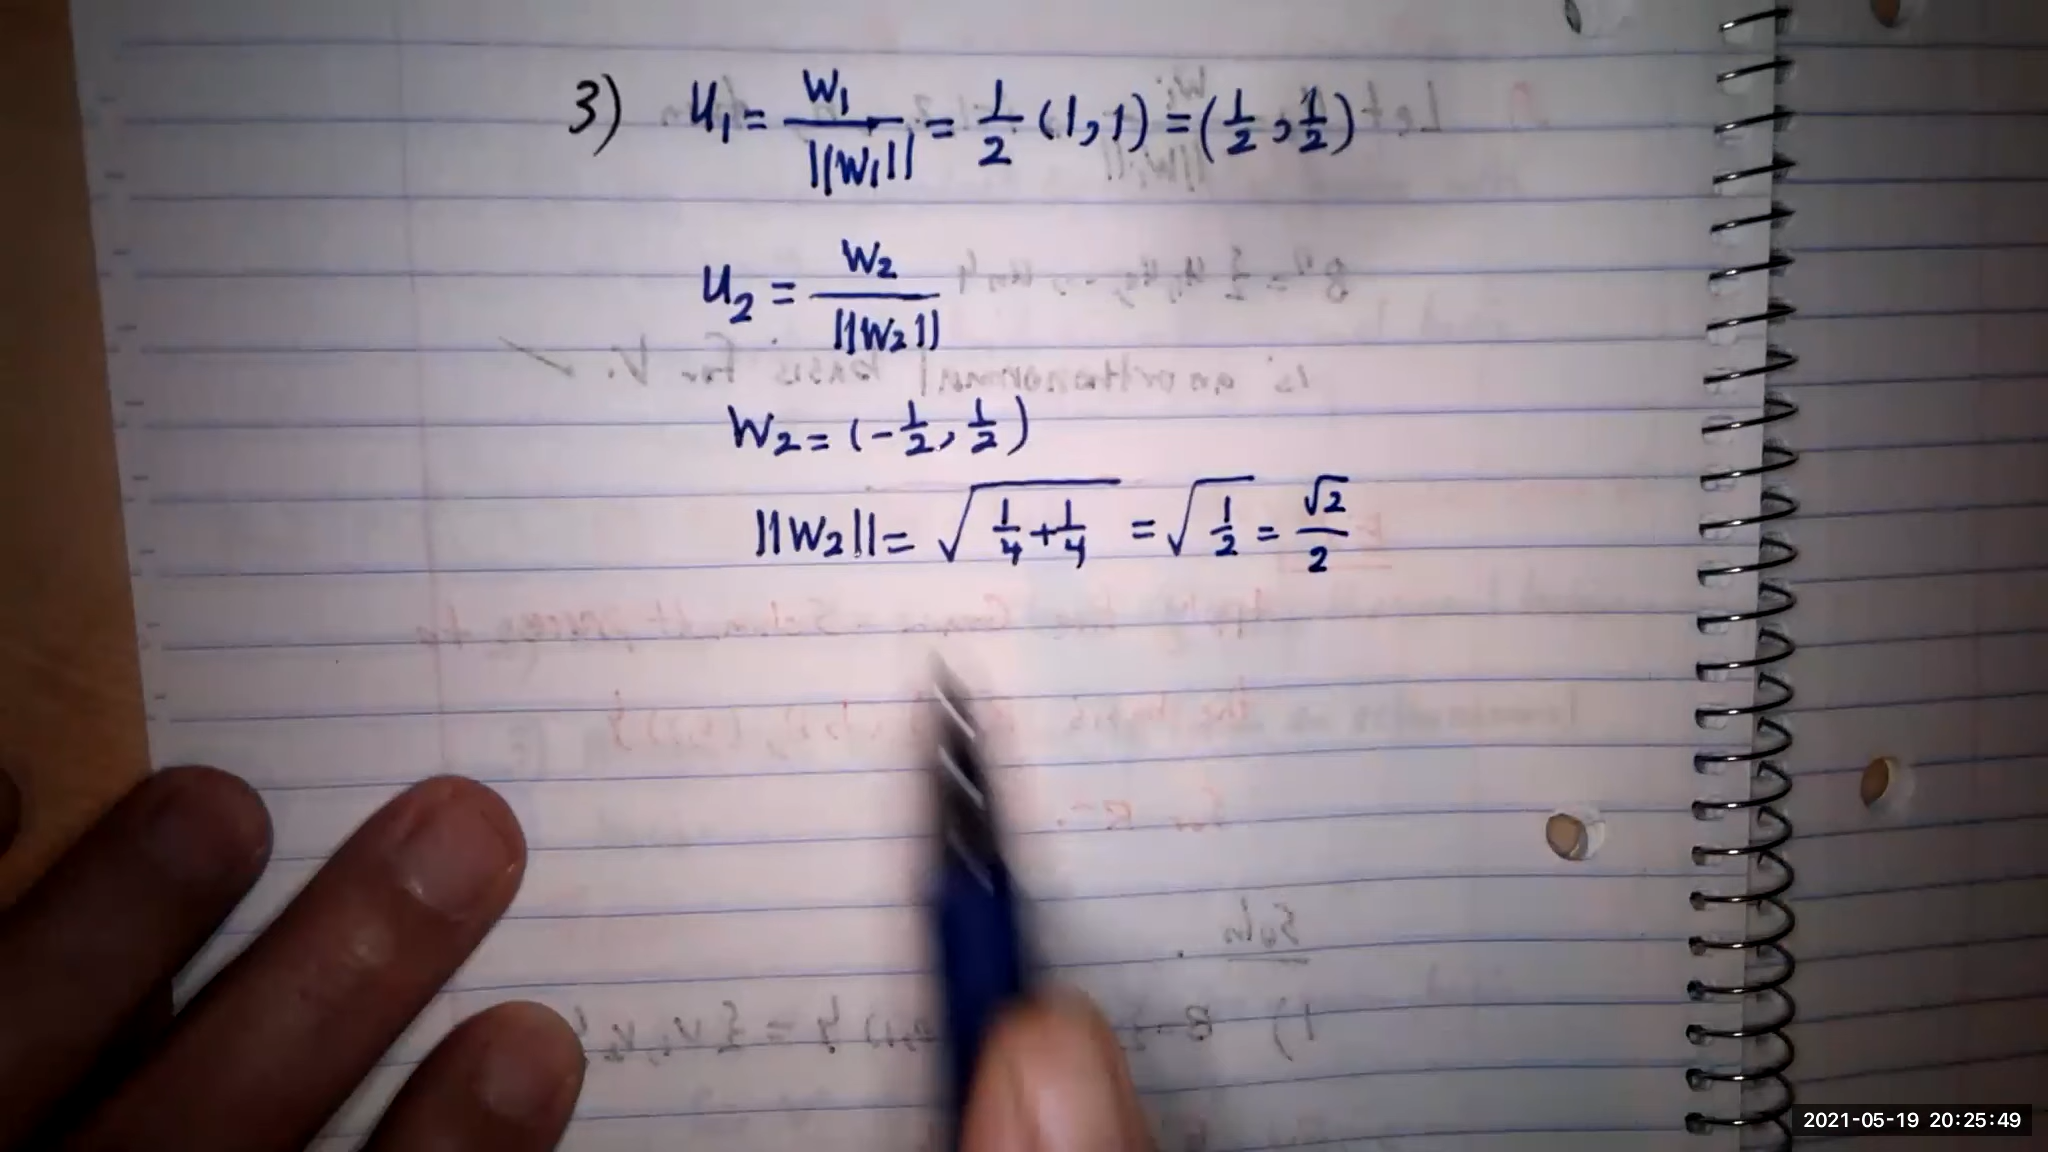 3) u₁ = w₁ / ||w₁|| = 1/2 (1, 1) = (1/2, 1/2)
u₂ = w₂ / ||w₂||
w₂ = (-1/2, 1/2)
||w₂|| = √(1/4 + 1/4) = √(1/2) = √2/2
2021-05-19 20:25:49